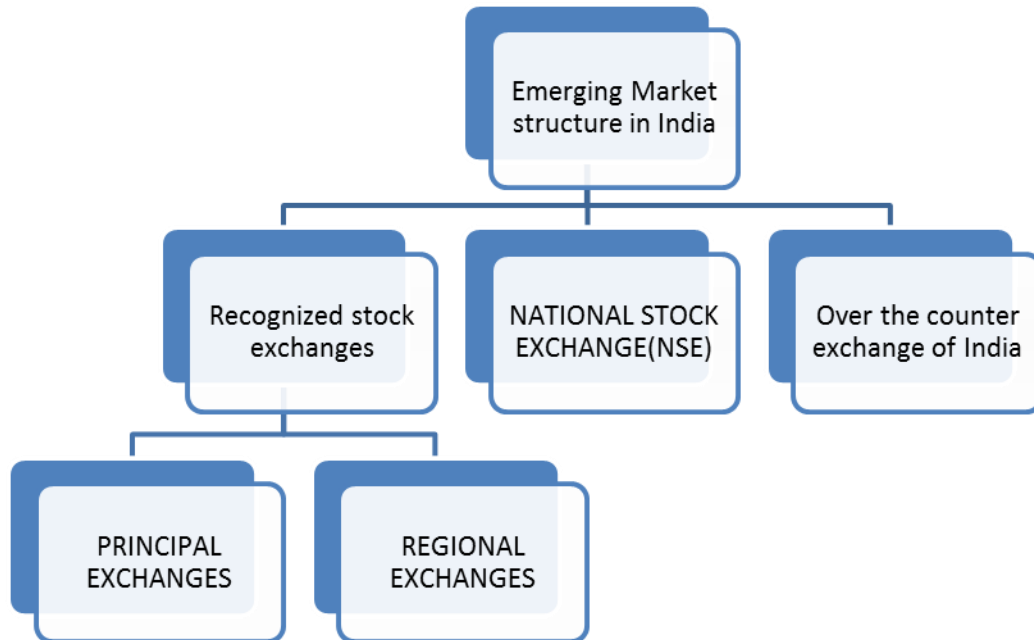 Emerging Market
structure in India
Recognized stock
exchanges
NATIONAL STOCK
EXCHANGE(NSE)
Over the counter
exchange of India
PRINCIPAL
EXCHANGES
REGIONAL
EXCHANGES